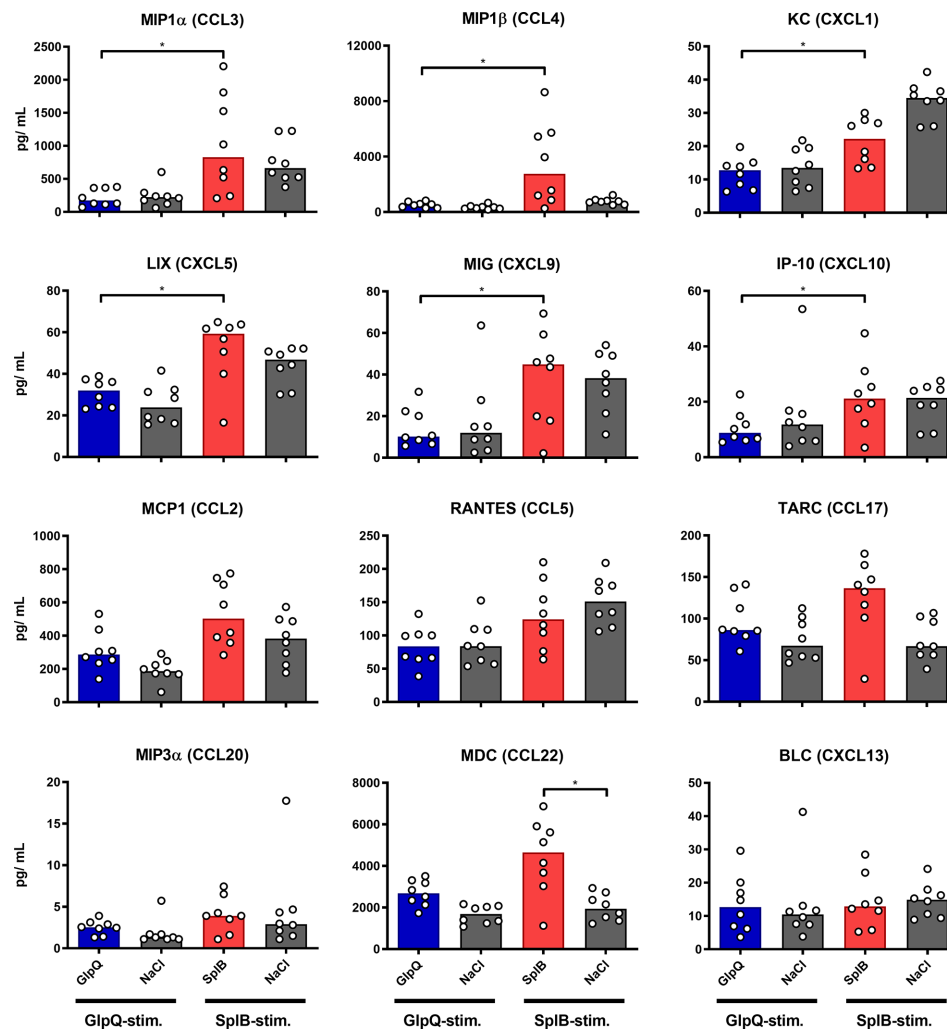 MIP1α (CCL3)
MIP1β (CCL4)
KC (CXCL1)
pg/ mL
2500
2000
1500
1000
500
0
*
12000
8000
4000
0
*
50
40
30
20
10
0
*
LIX (CXCL5)
MIG (CXCL9)
IP-10 (CXCL10)
pg/ mL
80
60
40
20
0
*
80
60
40
20
0
*
60
40
20
0
*
MCP1 (CCL2)
RANTES (CCL5)
TARC (CCL17)
pg/ mL
1000
800
600
400
200
0
250
200
150
100
50
0
200
150
100
50
0
MIP3α (CCL20)
MDC (CCL22)
BLC (CXCL13)
pg/ mL
20
15
10
5
0
8000
6000
4000
2000
0
*
50
40
30
20
10
0
GlpQ
NaCl
SplB
NaCl
GlpQ
NaCl
SplB
NaCl
GlpQ
NaCl
SplB
NaCl
GlpQ-stim.
SplB-stim.
GlpQ-stim.
SplB-stim.
GlpQ-stim.
SplB-stim.